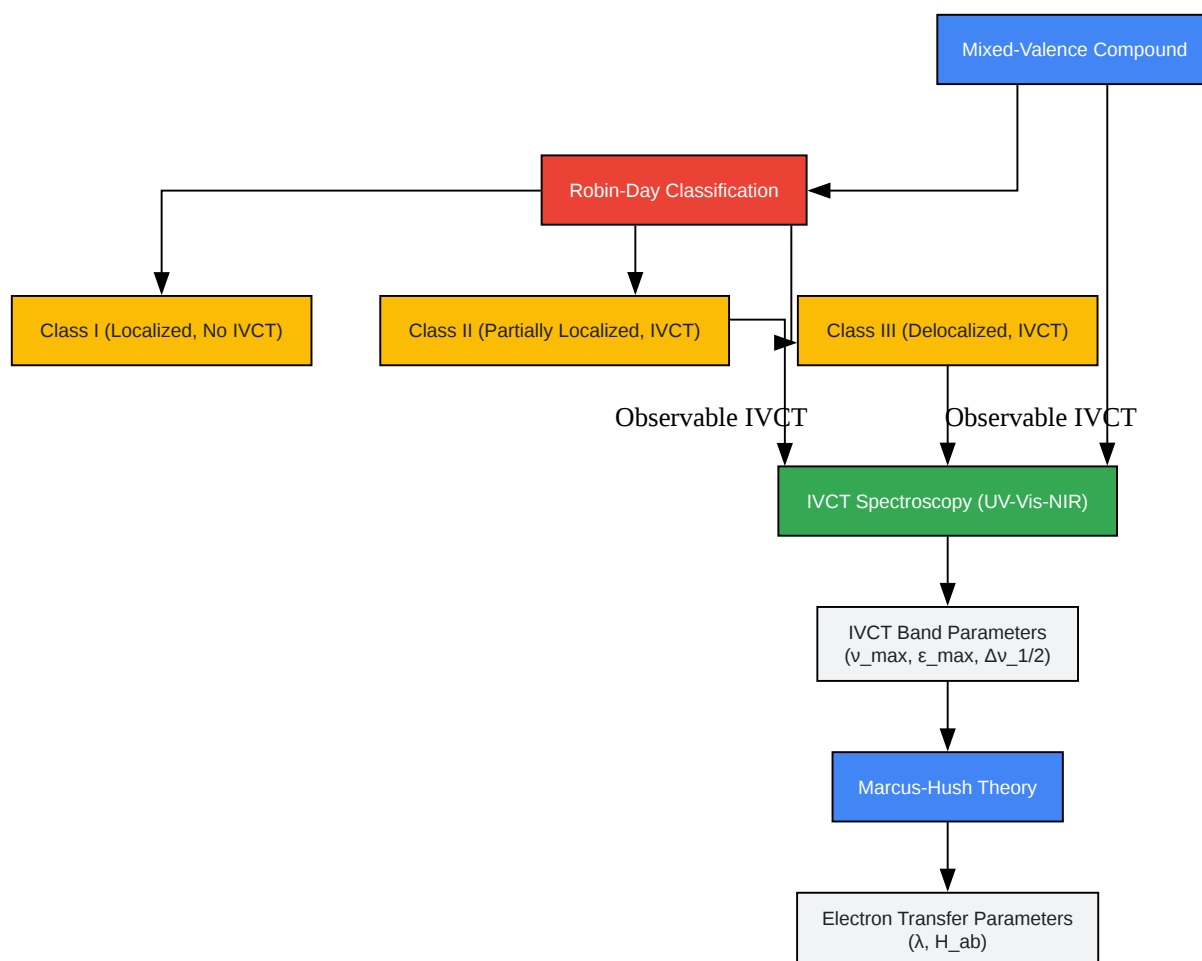 Mixed-Valence Compound
Robin-Day Classification
Class I (Localized, No IVCT)
Class II (Partially Localized, IVCT)
Class III (Delocalized, IVCT)
Observable IVCT
Observable IVCT
IVCT Spectroscopy (UV-Vis-NIR)
IVCT Band Parameters
(ν_max, ε_max, Δν_1/2)
Marcus-Hush Theory
Electron Transfer Parameters
(λ, H_ab)